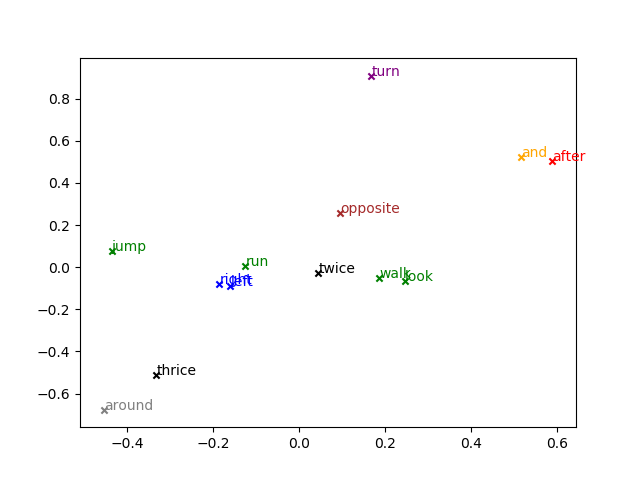 turn
0.8
and
after
0.6
0.4
opposite
0.2
jump
run
0.0
twice
walk
look
right
left
−0.2
−0.4
thrice
−0.6
around
−0.4
−0.2
0.0
0.2
0.4
0.6